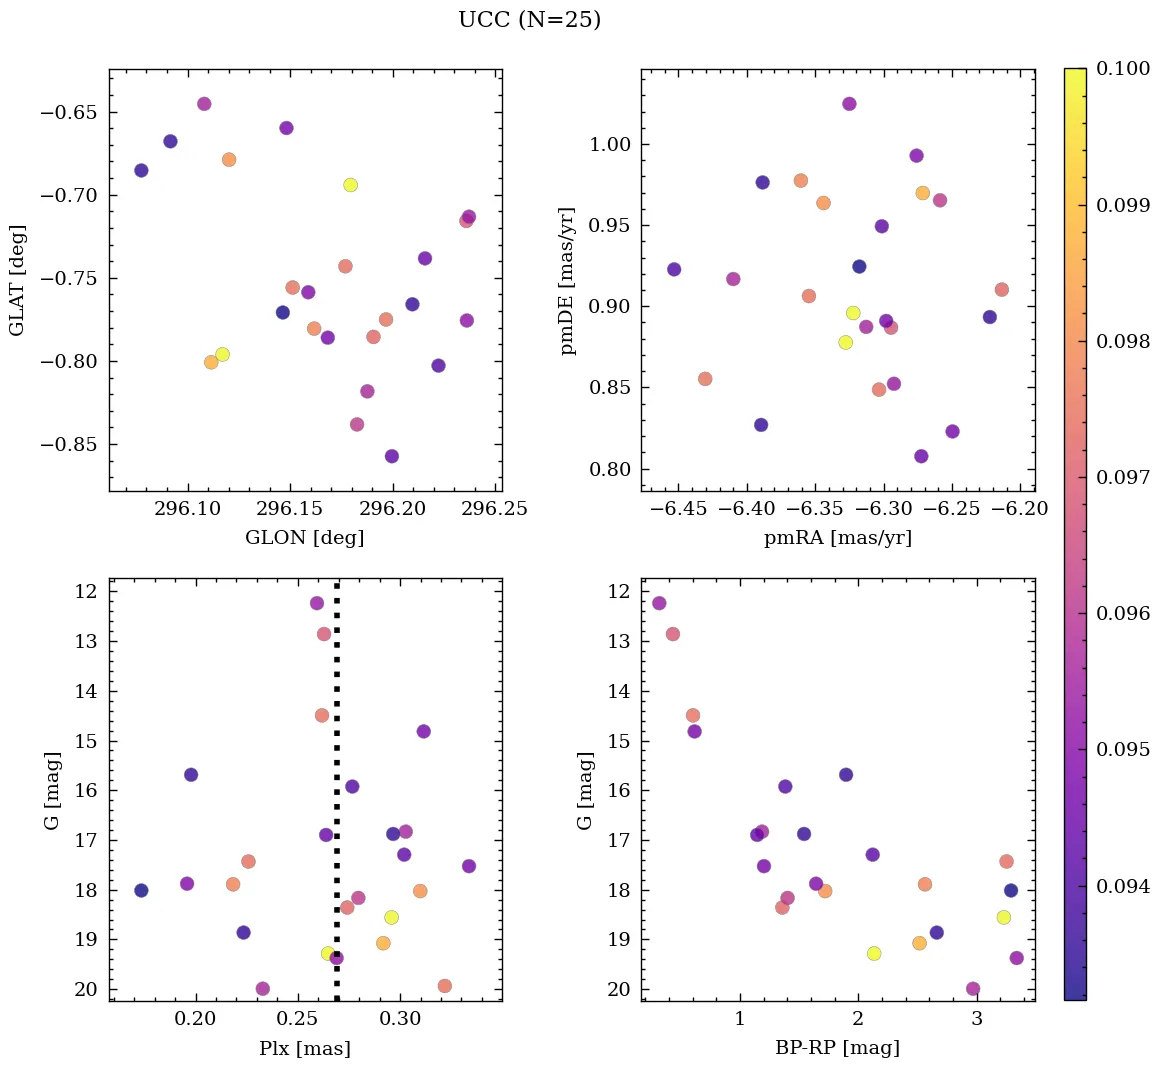 UCC (N=25)
−0.65
−0.70
−0.75
−0.80
−0.85
GLAT [deg]
296.10 296.15 296.20 296.25
GLON [deg]
1.00
0.95
0.90
0.85
0.80
pmDE [mas/yr]
−6.45 −6.40 −6.35 −6.30 −6.25 −6.20
pmRA [mas/yr]
0.100
0.099
0.098
0.097
0.096
0.095
0.094
12
13
14
15
16
17
18
19
20
G [mag]
0.20 0.25 0.30
Plx [mas]
12
13
14
15
16
17
18
19
20
G [mag]
1 2 3
BP-RP [mag]